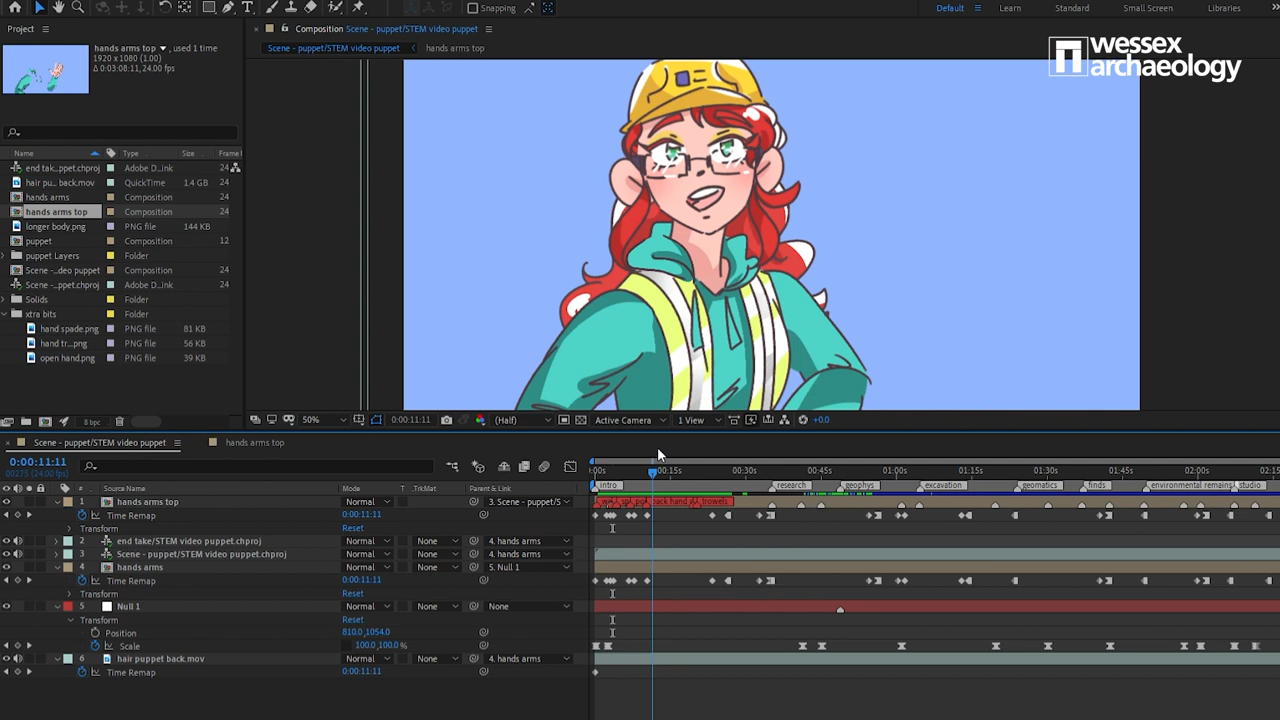 Snapping
Default
Learn
Standard
Small Screen
Libraries
Project
Composition Scene - puppet/STEM video puppet
Scene - puppet/STEM video puppet
hands arms top
hands arms top , used 1 time
1920 x 1080 (1.00)
Δ 0:03:08:11, 24.00 fps
wessex
archaeology
Name Type Size Frame
end tak...ppet.chproj Adobe D...ink 24
hair pu... back.mov QuickTime 1.4 GB 24
hands arms Composition 24
hands arms top Composition 24
longer body.png PNG file 144 KB
puppet Composition 12
puppet Layers Folder
Scene -...deo puppet Composition 24
Scene -...ppet.chproj Adobe D...ink 24
Solids Folder
xtra bits Folder
hand spade.png PNG file 81 KB
hand tr...png PNG file 56 KB
open hand.png PNG file 39 KB
8 bpc
50% 0:00:11:11 (Half) Active Camera 1 View +0.0
Scene - puppet/STEM video puppet
hands arms top
0:00:11:11
00275 (24.00 fps)
:00s 00:15s 00:30s 00:45s 01:00s 01:15s 01:30s 01:45s 02:00s 02:15
# Source Name Mode T .TrkMat Parent & Link
intro research geophys excavation geomatics finds environmental remains studio
1 hands arms top Normal 3. Scene - puppet/S
Time Remap 0:00:11:11
Transform Reset
2 end take/STEM video puppet.chproj Normal None 4. hands arms
3 Scene - puppet/STEM video puppet.chproj Normal None 4. hands arms
4 hands arms Normal None 5. Null 1
Time Remap 0:00:11:11
Transform Reset
5 Null 1 Normal None None
Transform Reset
Position 810.0,1054.0
Scale 100.0,100.0 %
6 hair puppet back.mov Normal None 4. hands arms
Time Remap 0:00:11:11